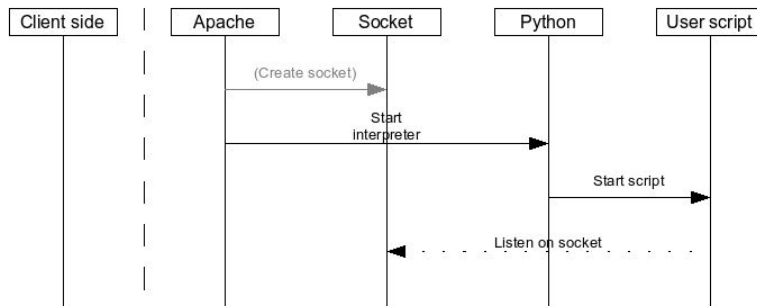 Client side
Apache
Socket
Python
User script
(Create socket)
Start
interpreter
Start script
Listen on socket